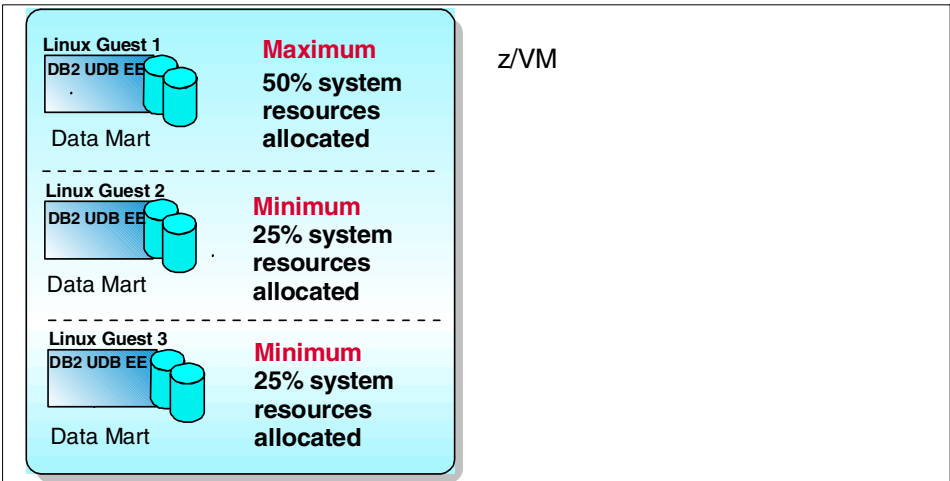 Linux Guest 1
DB2 UDB EE
Data Mart
Maximum
50% system
resources
allocated
z/VM
Linux Guest 2
DB2 UDB EE
Data Mart
Minimum
25% system
resources
allocated
Linux Guest 3
DB2 UDB EE
Data Mart
Minimum
25% system
resources
allocated